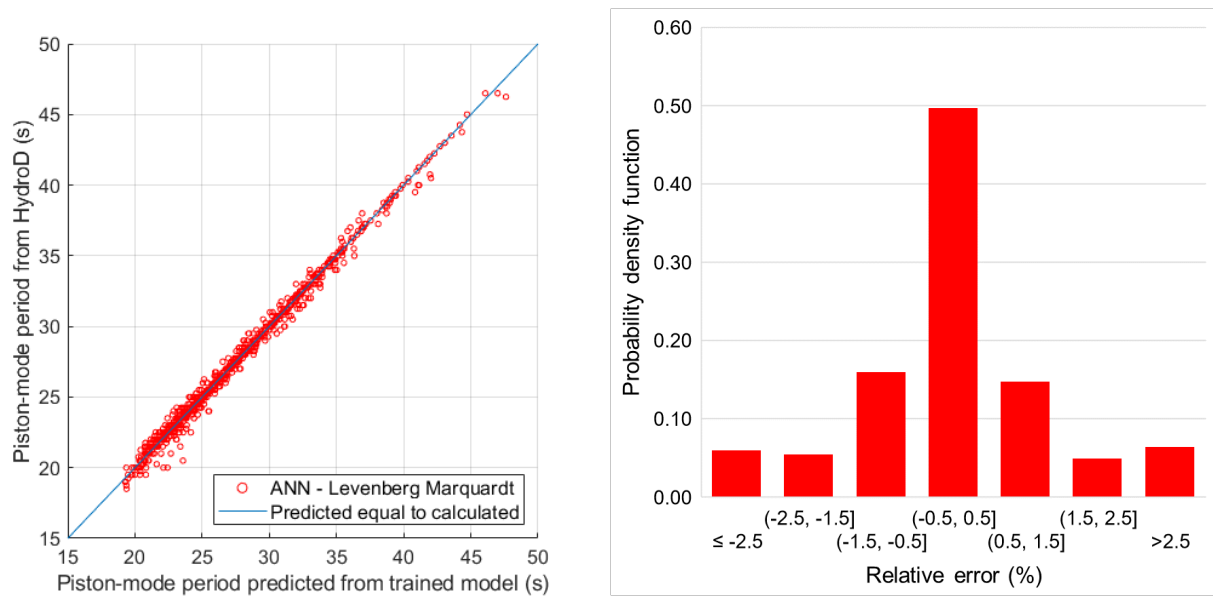 Piston-mode period from HydroD (s)
50
45
40
35
30
25
20
15
15 20 25 30 35 40 45 50
Piston-mode period predicted from trained model (s)
ANN - Levenberg Marquardt
Predicted equal to calculated
Probability density function
0.60
0.50
0.40
0.30
0.20
0.10
0.00
(-2.5, -1.5] (-0.5, 0.5] (1.5, 2.5]
≤ -2.5 (-1.5, -0.5] (0.5, 1.5] >2.5
Relative error (%)